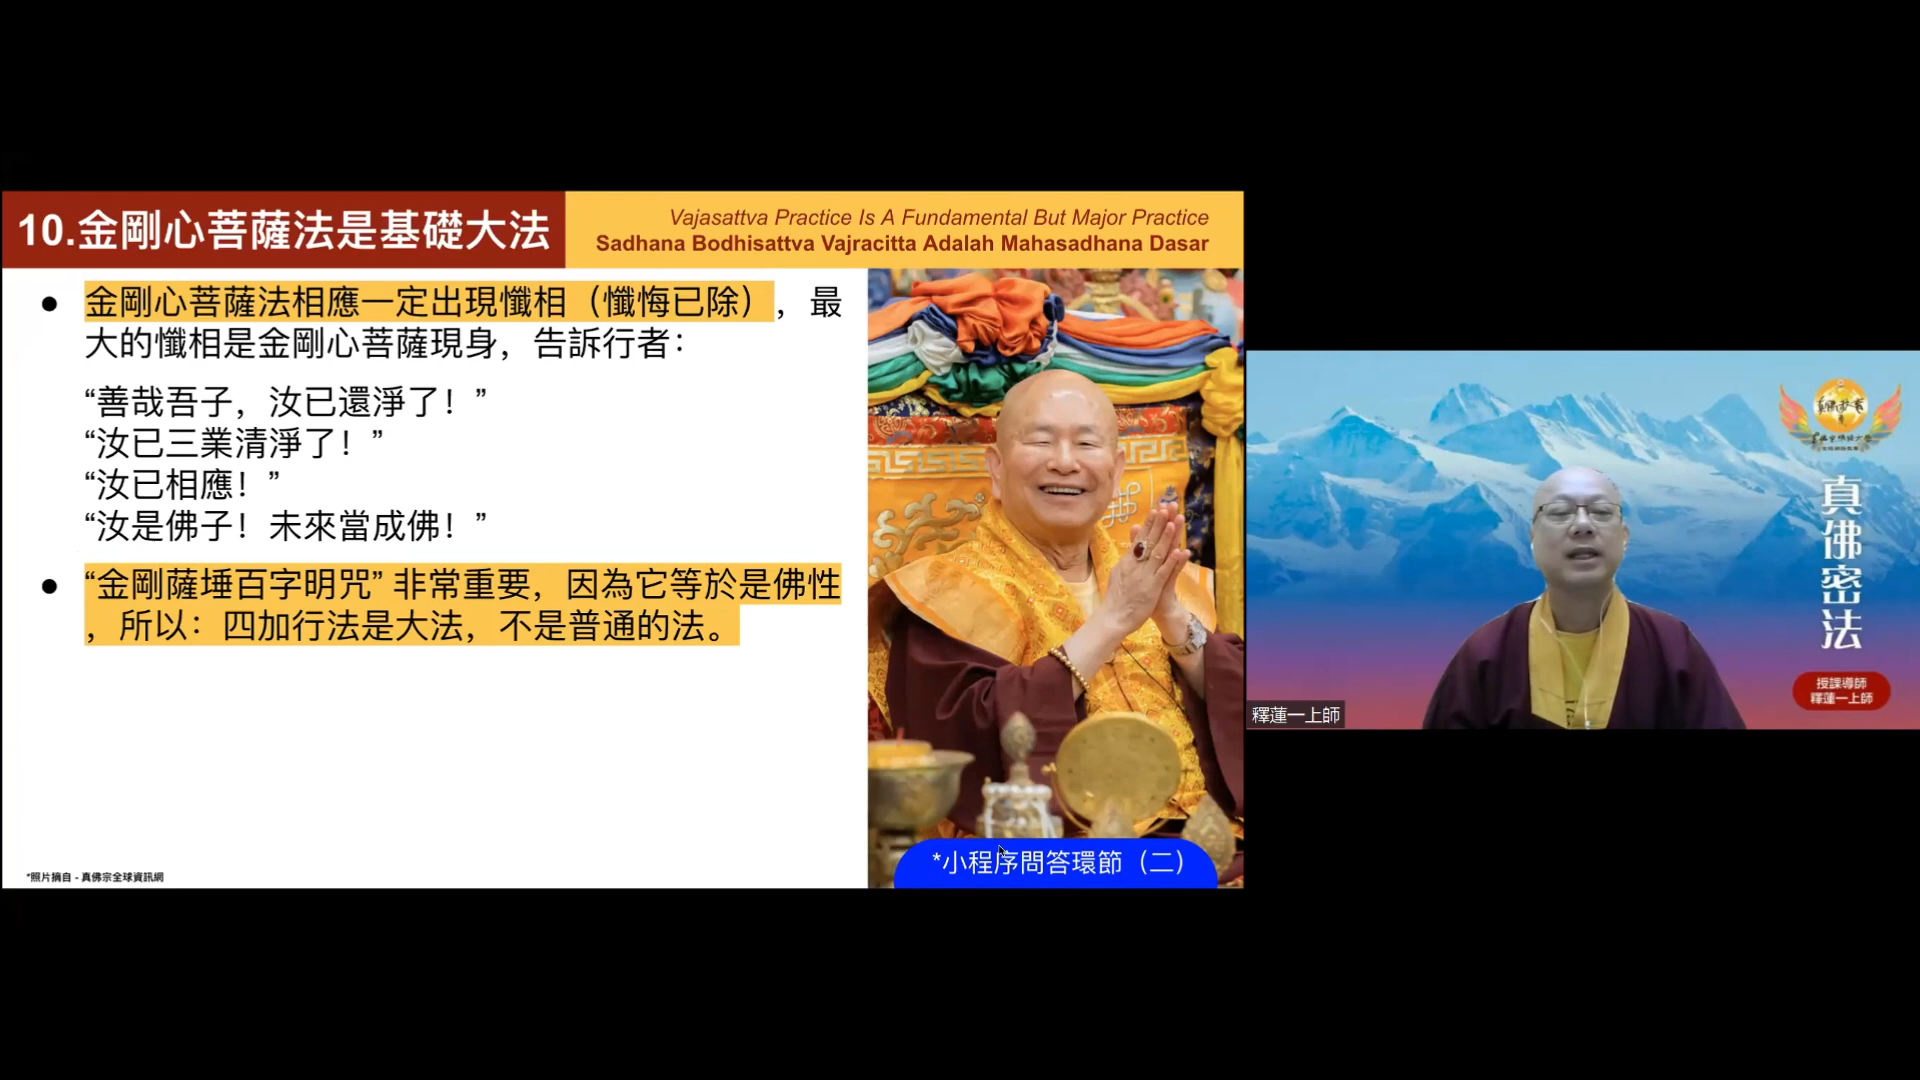 10.金剛心菩薩法是基礎大法
Vajasattva Practice Is A Fundamental But Major Practice
Sadhana Bodhisattva Vajracitta Adalah Mahasadhana Dasar
● 金剛心菩薩法相應一定出現懺相（懺悔已除），最
大的懺相是金剛心菩薩現身，告訴行者：
“善哉吾子，汝已還淨了！”
“汝已三業清淨了！”
“汝已相應！”
“汝是佛子！未來當成佛！”
● “金剛薩埵百字明咒” 非常重要，因為它等於是佛性
，所以：四加行法是大法，不是普通的法。
*照片摘自 - 真佛宗全球資訊網
*小程序問答環節（二）
真佛密法
授課導師
釋蓮一上師
釋蓮一上師